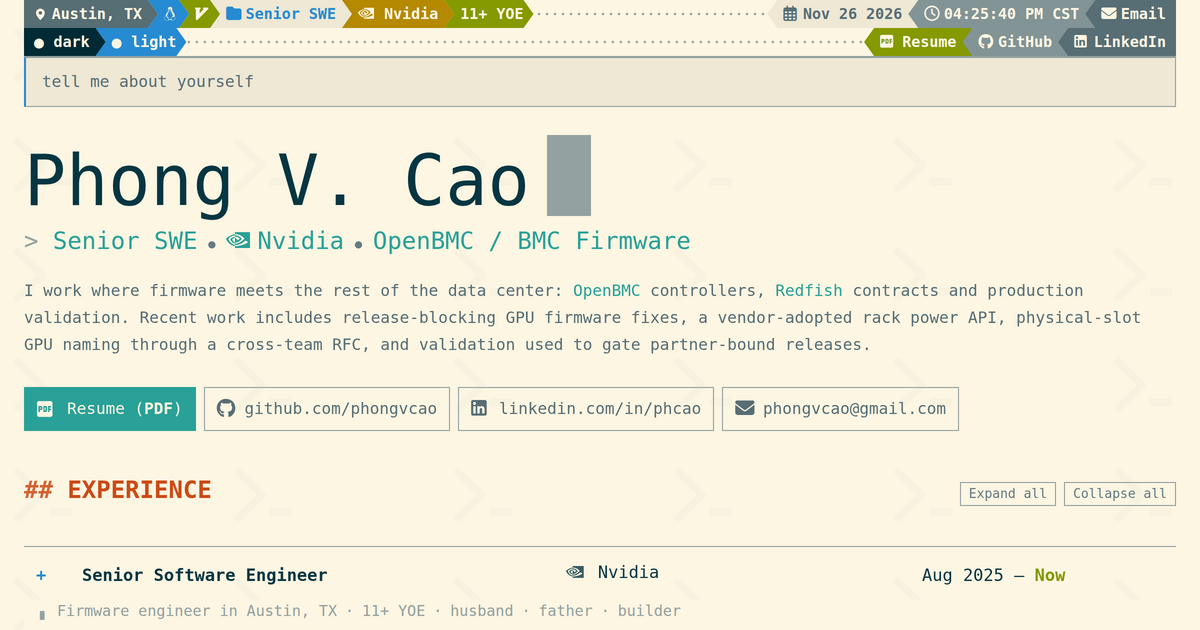 Austin, TX Senior SWE Nvidia 11+ YOE Nov 26 2026 04:25:40 PM CST Email
● dark ● light Resume GitHub LinkedIn
tell me about yourself
Phong V. Cao
> Senior SWE ● Nvidia ● OpenBMC / BMC Firmware
I work where firmware meets the rest of the data center: OpenBMC controllers, Redfish contracts and production
validation. Recent work includes release-blocking GPU firmware fixes, a vendor-adopted rack power API, physical-slot
GPU naming through a cross-team RFC, and validation used to gate partner-bound releases.
PDF Resume (PDF) github.com/phongvcao linkedin.com/in/phcao phongvcao@gmail.com
## EXPERIENCE Expand all Collapse all
+ Senior Software Engineer Nvidia Aug 2025 — Now
Firmware engineer in Austin, TX · 11+ YOE · husband · father · builder